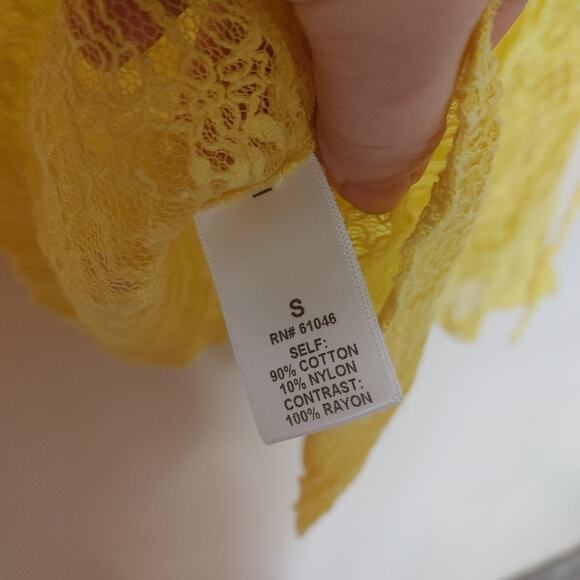 S
RN# 61046
SELF:
90% COTTON
10% NYLON
CONTRAST:
100% RAYON